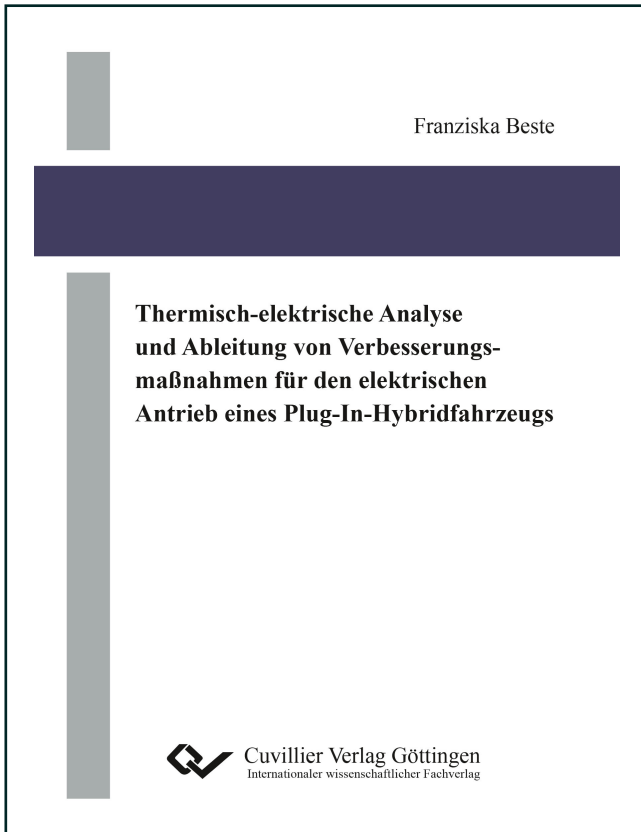 Franziska Beste
Thermisch-elektrische Analyse
und Ableitung von Verbesserungs-
maßnahmen für den elektrischen
Antrieb eines Plug-In-Hybridfahrzeugs
Cuvillier Verlag Göttingen
Internationaler wissenschaftlicher Fachverlag